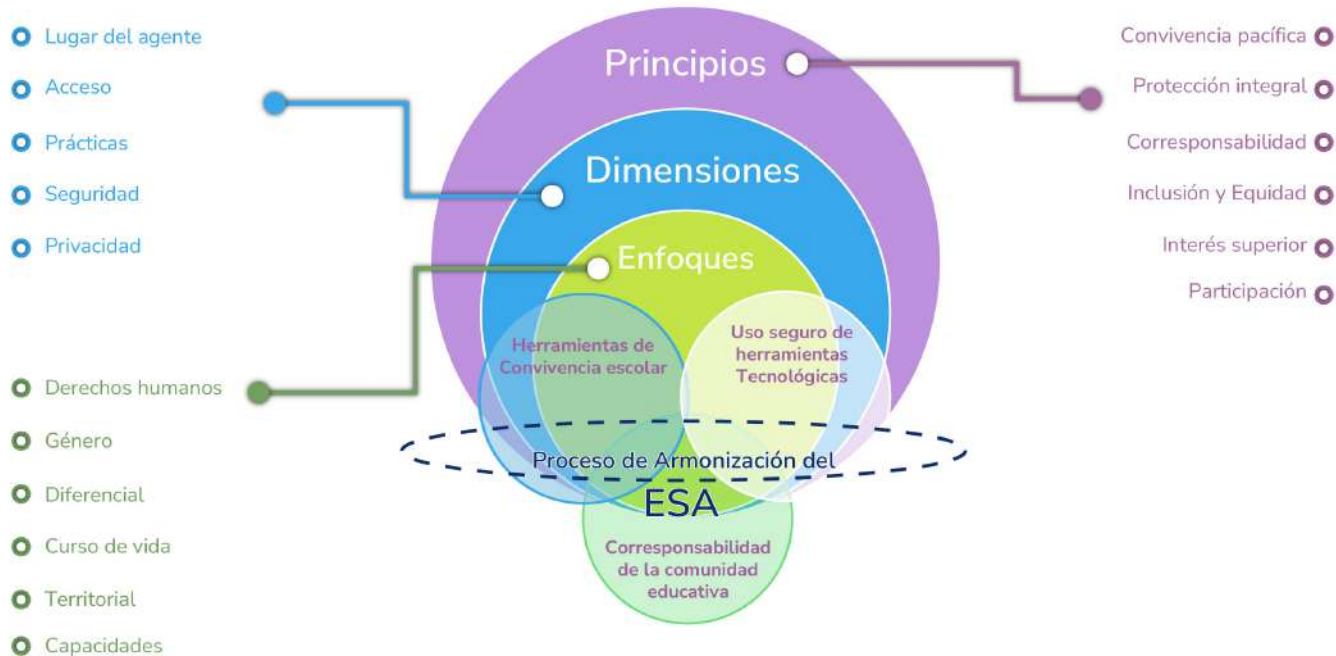 Lugar del agente
Acceso
Prácticas
Seguridad
Privacidad
Derechos humanos
Género
Diferencial
Curso de vida
Territorial
Capacidades
Principios
Dimensiones
Enfoques
Herramientas de
Convivencia escolar
Uso seguro de
herramientas
Tecnológicas
Proceso de Armonización del
ESA
Corresponsabilidad
de la comunidad
educativa
Convivencia pacífica
Protección integral
Corresponsabilidad
Inclusión y Equidad
Interés superior
Participación